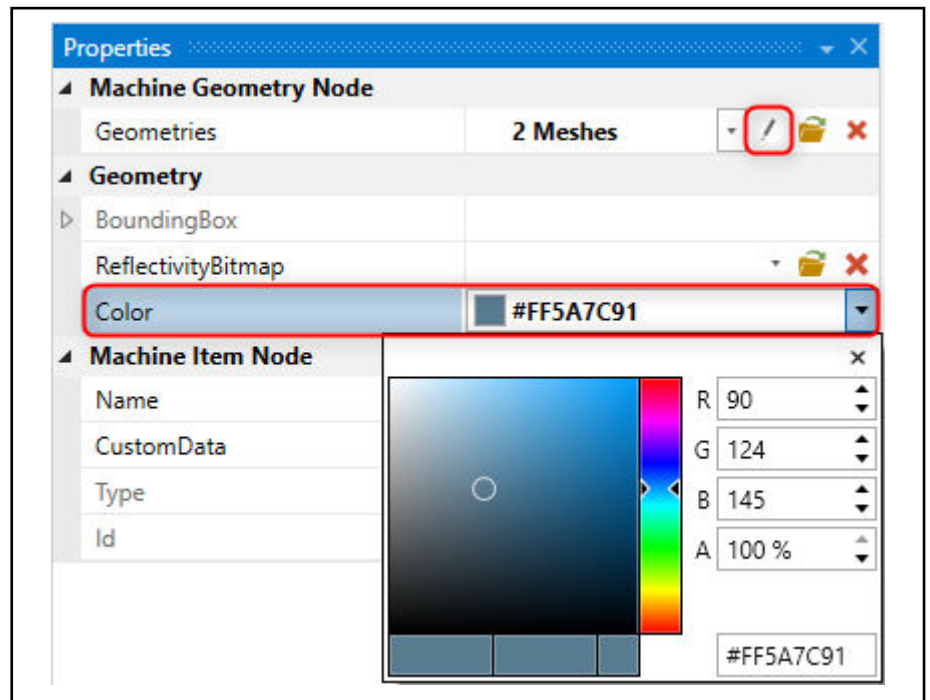 Properties
Machine Geometry Node
Geometries 2 Meshes
Geometry
BoundingBox
ReflectivityBitmap
Color #FF5A7C91
Machine Item Node
Name R 90
CustomData G 124
Type B 145
Id A 100 %
#FF5A7C91